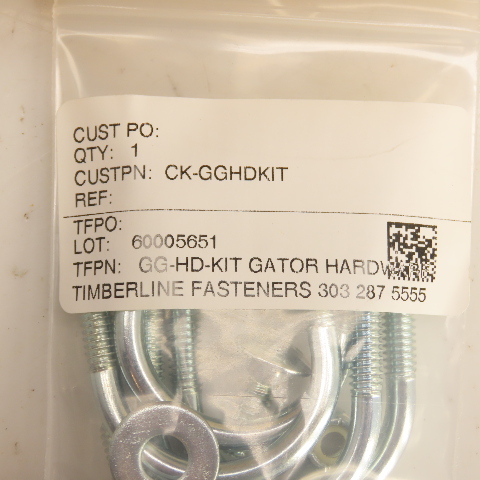 CUST PO:
QTY: 1
CUSTPN: CK-GGHDKIT
REF:
TFPO:
LOT: 60005651
TFPN: GG-HD-KIT GATOR HARDWARE
TIMBERLINE FASTENERS 303 287 5555